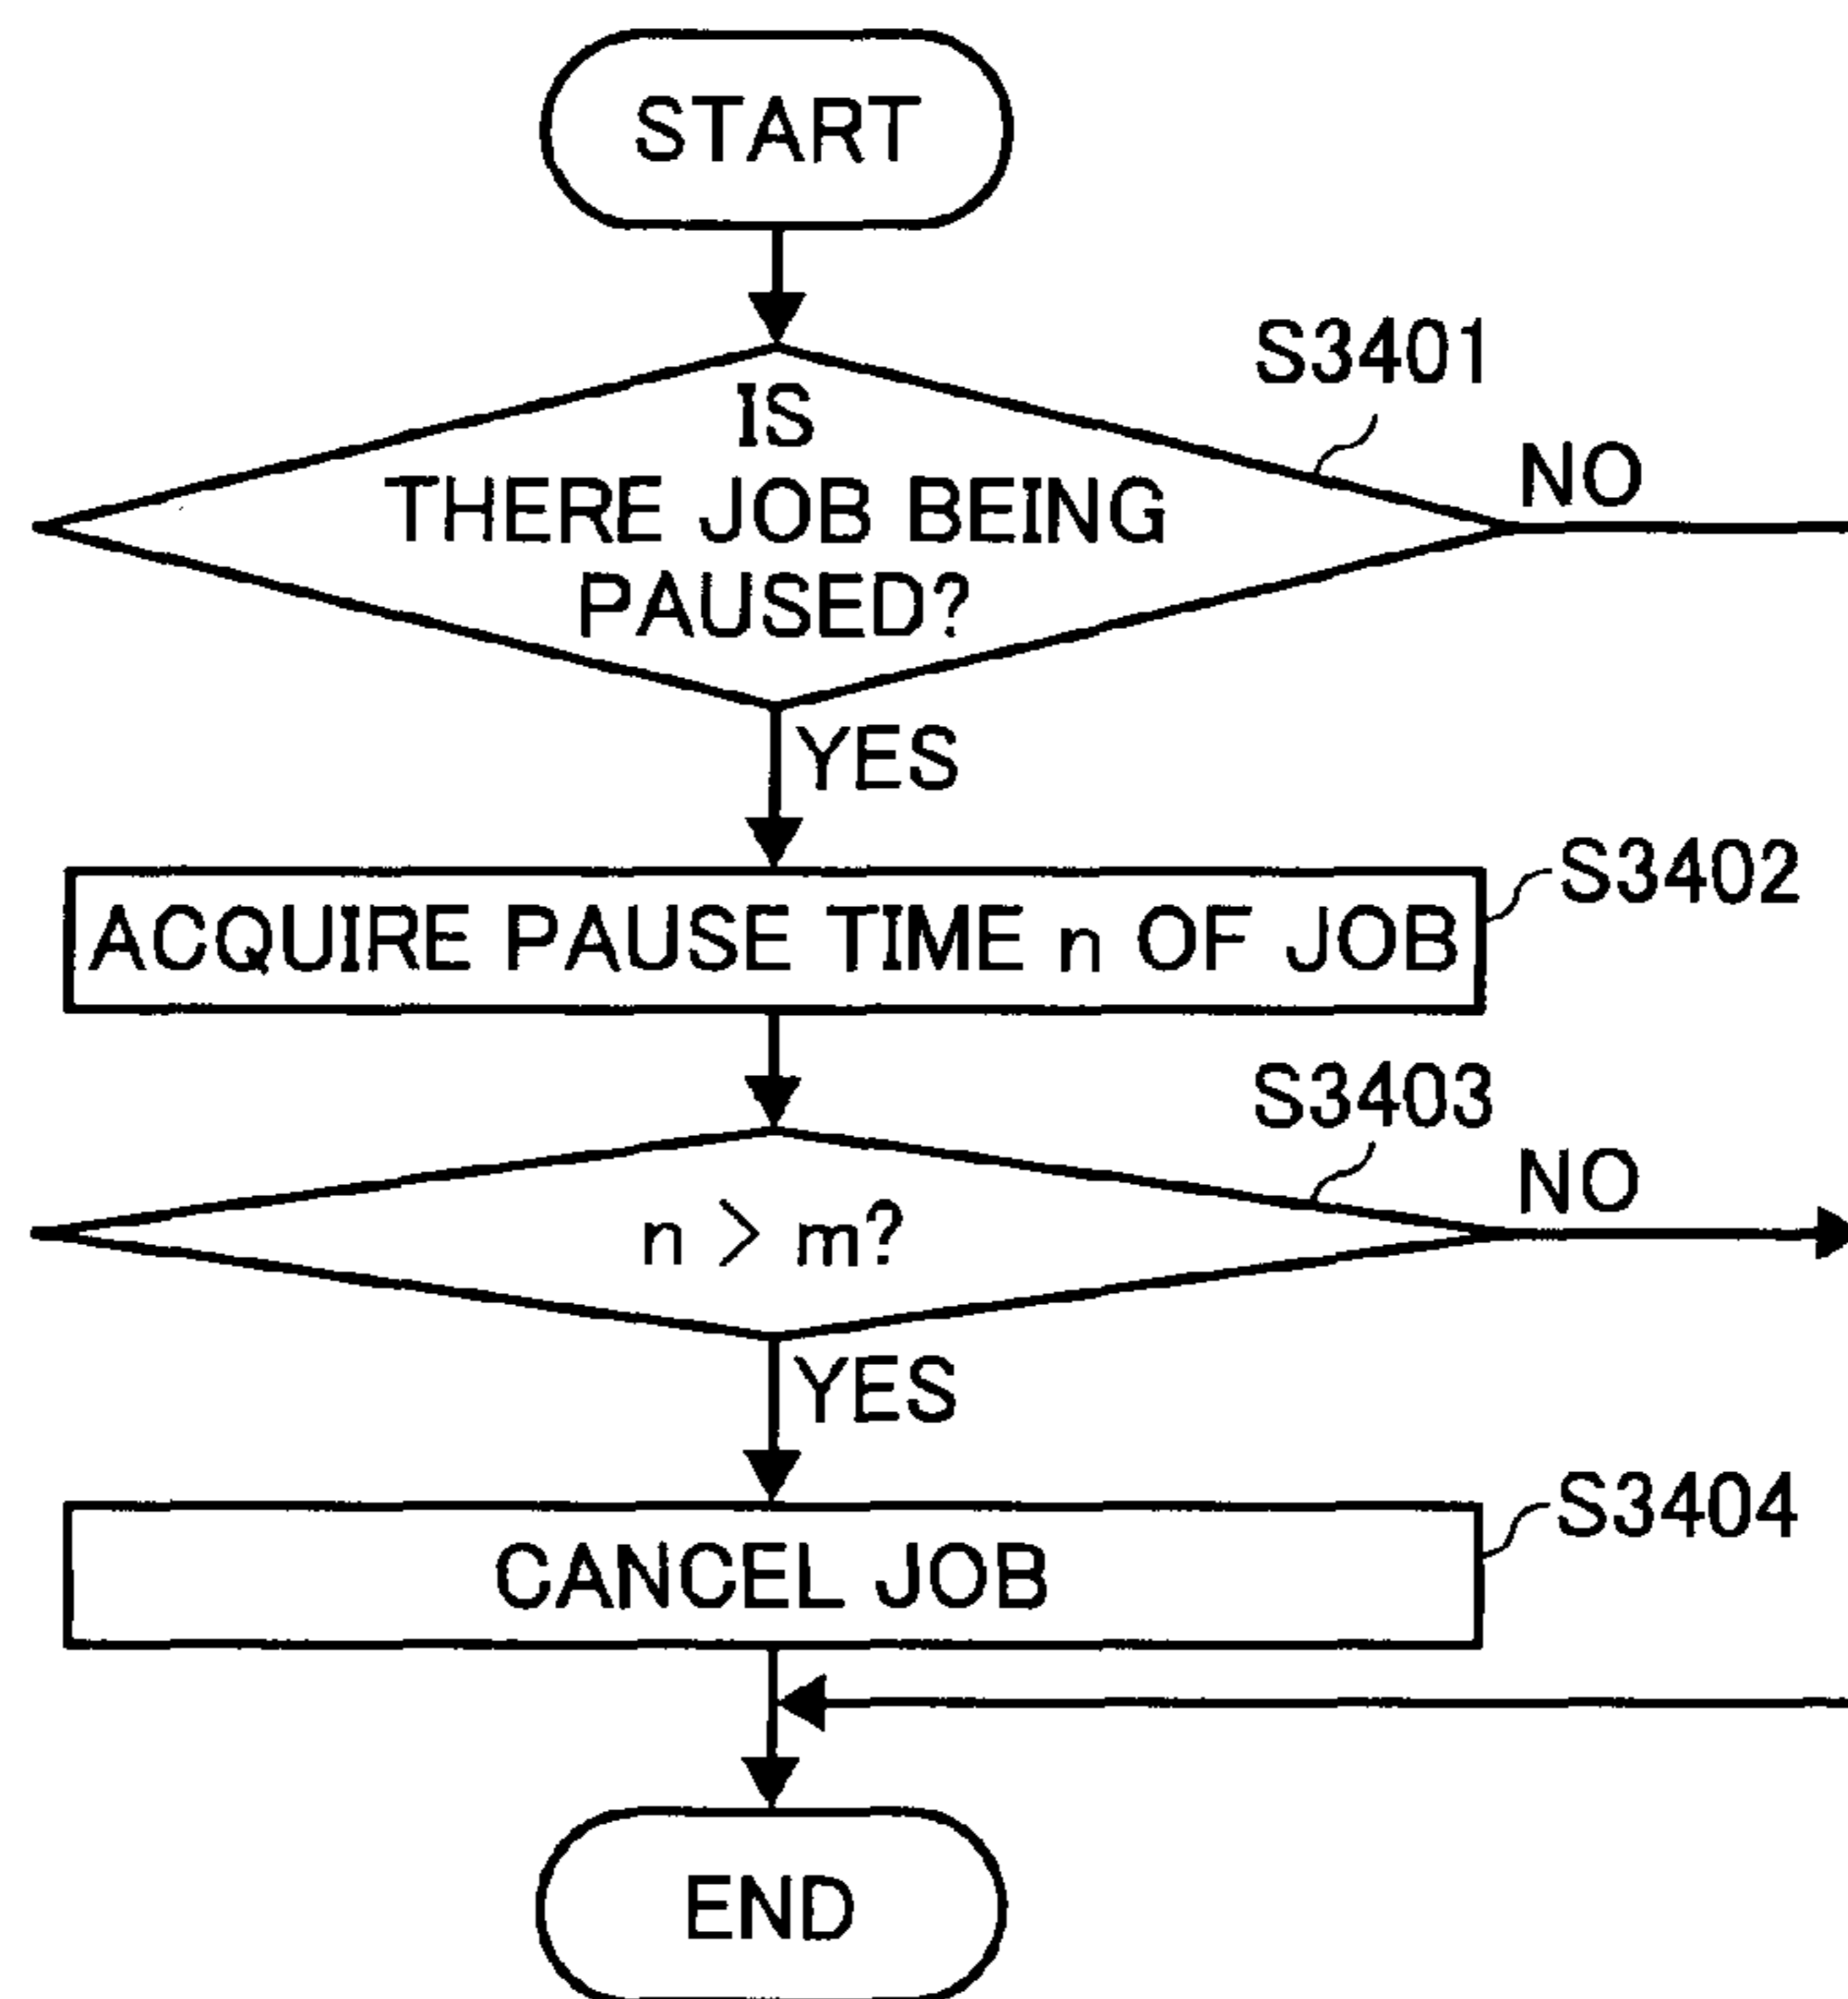 START
S3401
IS
THERE JOB BEING
PAUSED?
NO
YES
S3402
ACQUIRE PAUSE TIME n OF JOB
S3403
n > m?
NO
YES
S3404
CANCEL JOB
END